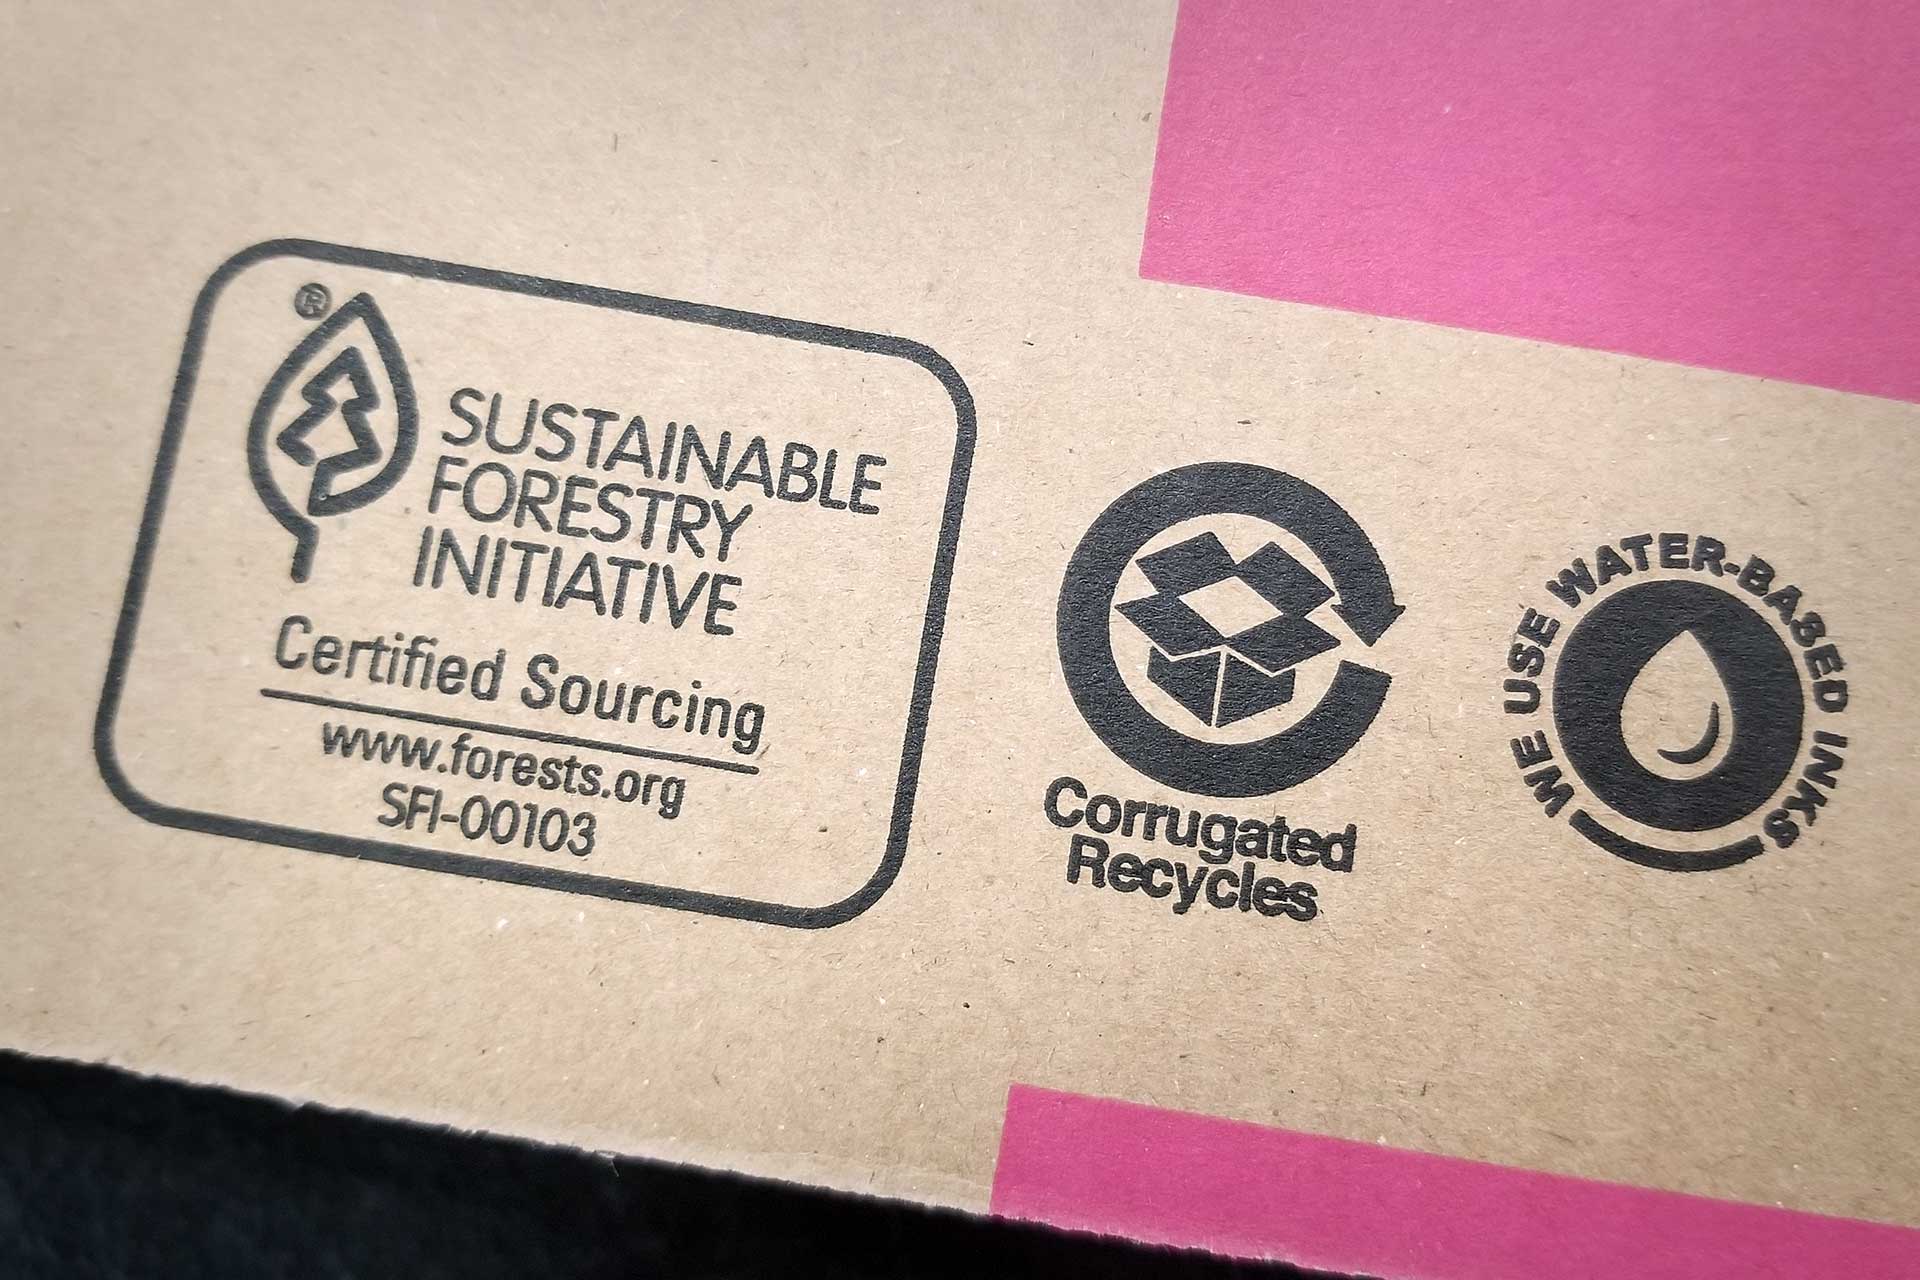 ®
SUSTAINABLE
FORESTRY
INITIATIVE
Certified Sourcing
www.forests.org
SFI-00103
Corrugated
Recycles
WE USE WATER-BASED INKS